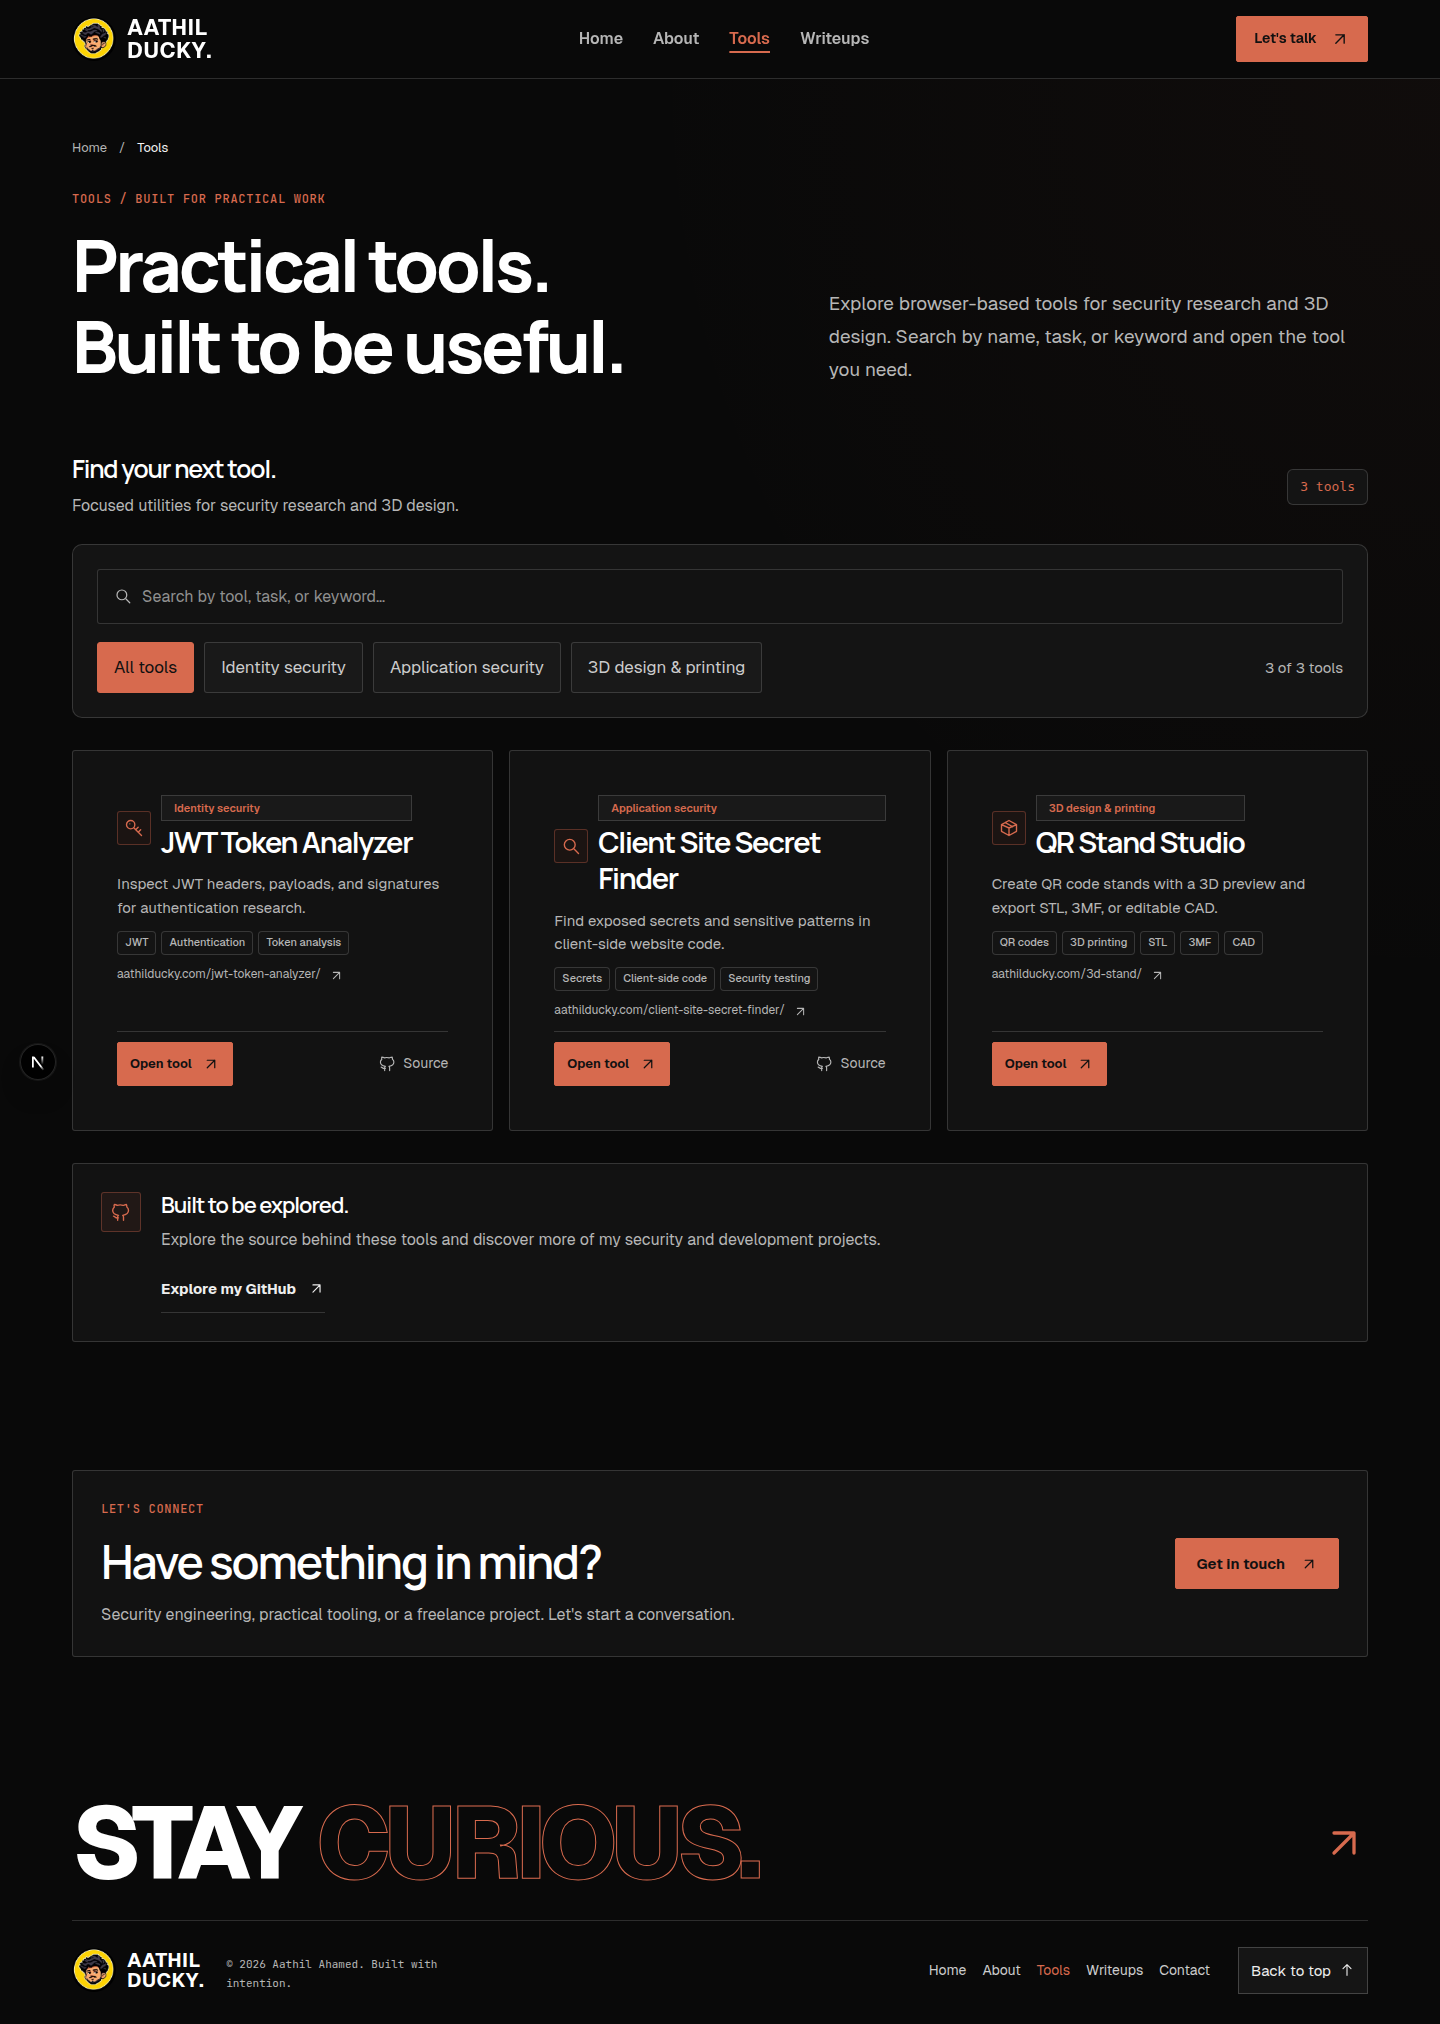 AATHIL
DUCKY.
Home
About
Tools
Writeups
Let's talk
Home / Tools
TOOLS / BUILT FOR PRACTICAL WORK
Practical tools.
Built to be useful.
Explore browser-based tools for security research and 3D
design. Search by name, task, or keyword and open the tool
you need.
Find your next tool.
Focused utilities for security research and 3D design.
3 tools
Search by tool, task, or keyword...
All tools
Identity security
Application security
3D design & printing
3 of 3 tools
Identity security
JWT Token Analyzer
Inspect JWT headers, payloads, and signatures
for authentication research.
JWT
Authentication
Token analysis
aathilducky.com/jwt-token-analyzer/
Open tool
Source
Application security
Client Site Secret
Finder
Find exposed secrets and sensitive patterns in
client-side website code.
Secrets
Client-side code
Security testing
aathilducky.com/client-site-secret-finder/
Open tool
Source
3D design & printing
QR Stand Studio
Create QR code stands with a 3D preview and
export STL, 3MF, or editable CAD.
QR codes
3D printing
STL
3MF
CAD
aathilducky.com/3d-stand/
Open tool
N
Built to be explored.
Explore the source behind these tools and discover more of my security and development projects.
Explore my GitHub
LET'S CONNECT
Have something in mind?
Security engineering, practical tooling, or a freelance project. Let's start a conversation.
Get in touch
STAY CURIOUS.
AATHIL
DUCKY.
© 2026 Aathil Ahamed. Built with
intention.
Home
About
Tools
Writeups
Contact
Back to top